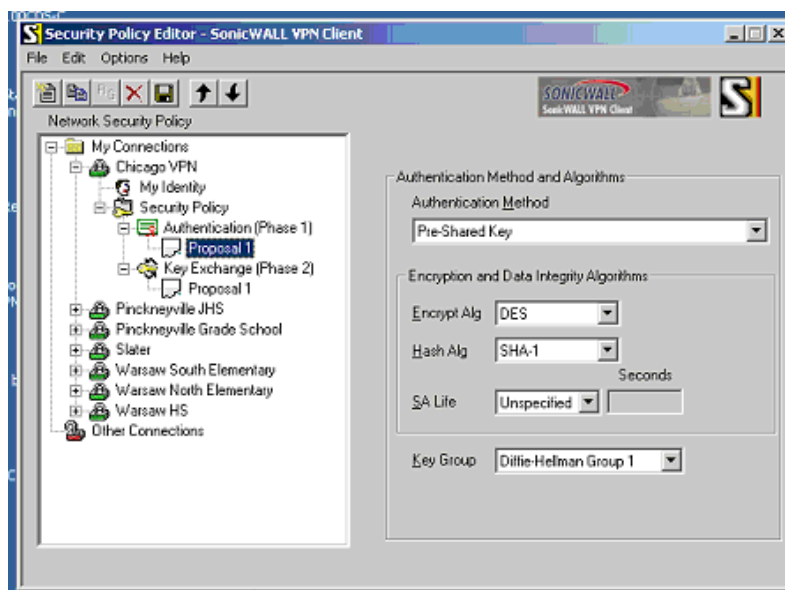 Security Policy Editor - SonicWALL VPN Client
File Edit Options Help
SONICWALL
SonicWALL VPN Client
Network Security Policy
My Connections
Chicago VPN
My Identity
Security Policy
Authentication (Phase 1)
Proposal 1
Key Exchange (Phase 2)
Proposal 1
Pinckneyville JHS
Pinckneyville Grade School
Slater
Warsaw South Elementary
Warsaw North Elementary
Warsaw HS
Other Connections
Authentication Method and Algorithms
Authentication Method
Pre-Shared Key
Encryption and Data Integrity Algorithms
Encrypt Alg DES
Hash Alg SHA-1
Seconds
SA Life Unspecified
Key Group Diffie-Hellman Group 1